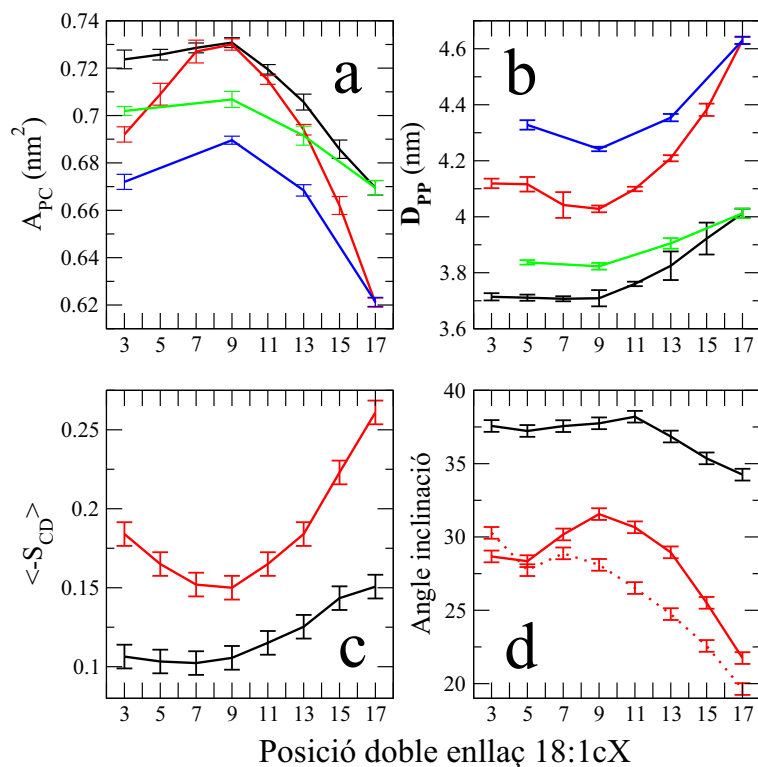 0.74
0.72
0.7
0.68
0.66
0.64
0.62
A_PC (nm²)
a
3 5 7 9 11 13 15 17
4.6
4.4
4.2
4
3.8
3.6
D_PP (nm)
b
3 5 7 9 11 13 15 17
0.25
0.2
0.15
0.1
<-S_CD>
c
3 5 7 9 11 13 15 17
40
35
30
25
20
Angle inclinació
d
3 5 7 9 11 13 15 17
Posició doble enllaç 18:1cX